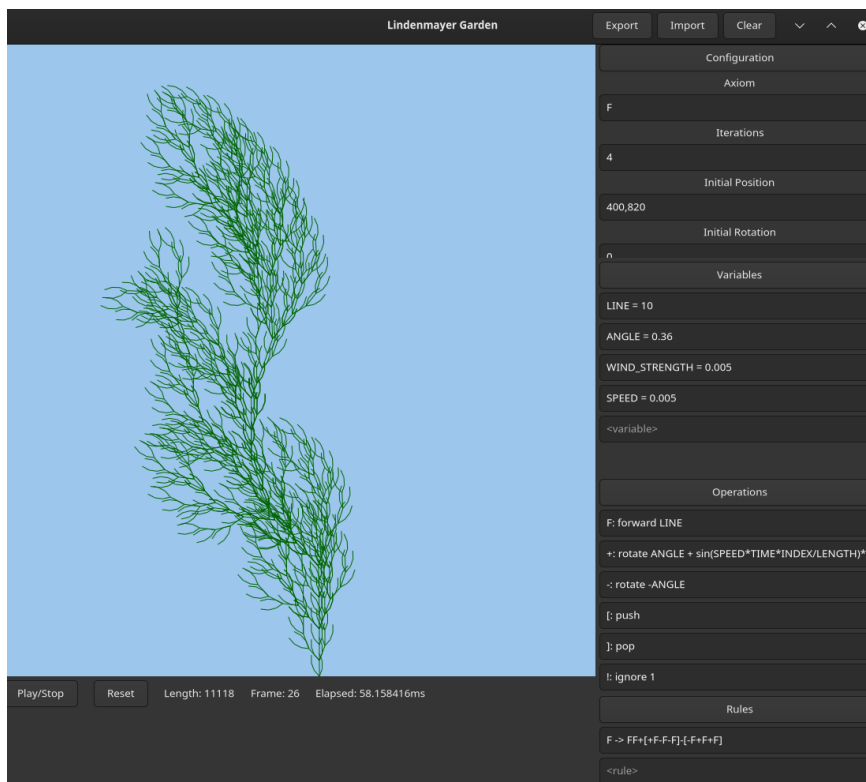 Lindenmayer Garden
Export
Import
Clear
Configuration
Axiom
F
Iterations
4
Initial Position
400,820
Initial Rotation
Variables
LINE = 10
ANGLE = 0.36
WIND_STRENGTH = 0.005
SPEED = 0.005
<variable>
Operations
F: forward LINE
+: rotate ANGLE + sin(SPEED*TIME*INDEX/LENGTH)*
-: rotate -ANGLE
[: push
]: pop
!: ignore 1
Play/Stop
Reset
Length: 11118
Frame: 26
Elapsed: 58.158416ms
Rules
F -> FF+[+F-F-F]-[-F+F+F]
<rule>